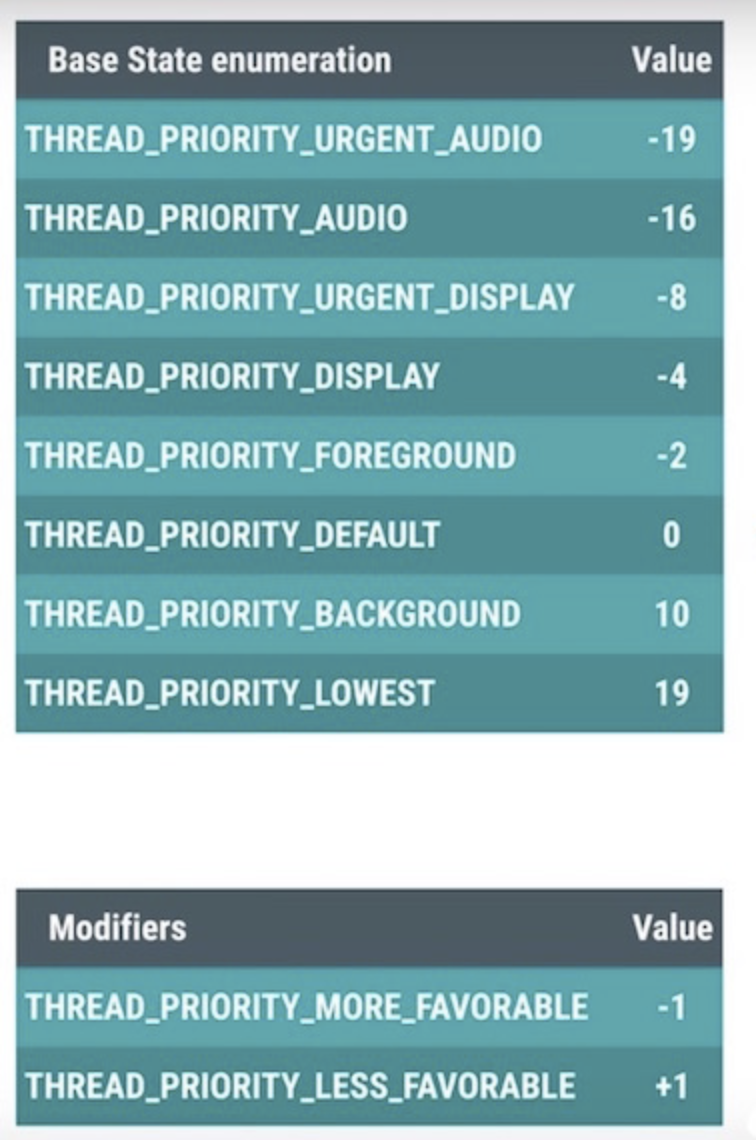 Base State enumeration Value
THREAD_PRIORITY_URGENT_AUDIO -19
THREAD_PRIORITY_AUDIO -16
THREAD_PRIORITY_URGENT_DISPLAY -8
THREAD_PRIORITY_DISPLAY -4
THREAD_PRIORITY_FOREGROUND -2
THREAD_PRIORITY_DEFAULT 0
THREAD_PRIORITY_BACKGROUND 10
THREAD_PRIORITY_LOWEST 19
Modifiers Value
THREAD_PRIORITY_MORE_FAVORABLE -1
THREAD_PRIORITY_LESS_FAVORABLE +1